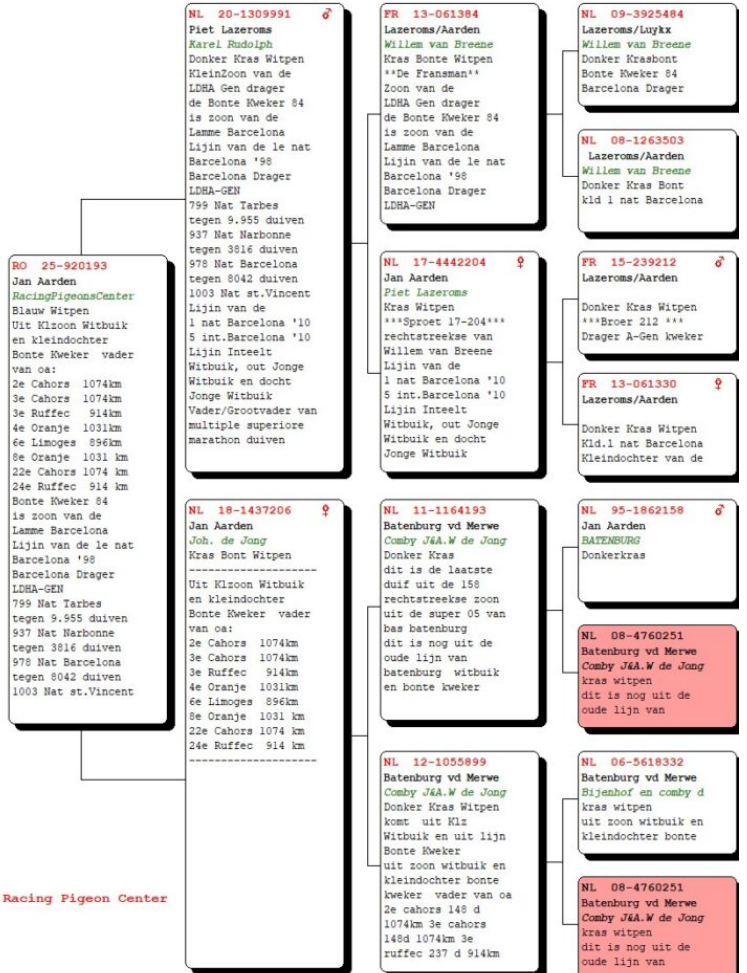 RO 25-920193
Jan Aarden
RacingPigeonsCenter
Blauw Witpen
Uit Klzoon Witbuik
en kleindochter
Bonte Kweker vader
van oa:
2e Cahors 1074km
3e Cahors 1074km
3e Ruffec 914km
4e Oranje 1031km
6e Limoges 896km
8e Oranje 1031 km
22e Cahors 1074 km
24e Ruffec 914 km
Bonte Kweker 84
is zoon van de
Lamme Barcelona
Lijin van de le nat
Barcelona '98
Barcelona Drager
LDHA-GEN
799 Nat Tarbes
tegen 9.955 duiven
937 Nat Narbonne
tegen 3816 duiven
978 Nat Barcelona
tegen 8042 duiven
1003 Nat st.Vincent
Racing Pigeon Center
NL 20-1309991 ♂
Piet Lazeroms
Karel Rudolph
Donker Kras Witpen
KleinZoon van de
LDHA Gen drager
de Bonte Kweker 84
is zoon van de
Lamme Barcelona
Lijin van de le nat
Barcelona '98
Barcelona Drager
LDHA-GEN
799 Nat Tarbes
tegen 9.955 duiven
937 Nat Narbonne
tegen 3816 duiven
978 Nat Barcelona
tegen 8042 duiven
1003 Nat st.Vincent
Lijin van de
1 nat Barcelona '10
5 int.Barcelona '10
Lijin Inteelt
Witbuik, out Jonge
Witbuik en docht
Jonge Witbuik
Vader/Grootvader van
multiple superiore
marathon duiven
NL 18-1437206 ♀
Jan Aarden
Joh. de Jong
Kras Bont Witpen
--------------------
Uit Klzoon Witbuik
en kleindochter
Bonte Kweker vader
van oa:
2e Cahors 1074km
3e Cahors 1074km
3e Ruffec 914km
4e Oranje 1031km
6e Limoges 896km
8e Oranje 1031 km
22e Cahors 1074 km
24e Ruffec 914 km
--------------------
FR 13-061384
Lazeroms/Aarden
Willem van Breene
Kras Bonte Witpen
**De Fransman**
Zoon van de
LDHA Gen drager
de Bonte Kweker 84
is zoon van de
Lamme Barcelona
Lijin van de le nat
Barcelona '98
Barcelona Drager
LDHA-GEN
NL 17-4442204 ♀
Jan Aarden
Piet Lazeroms
Kras Witpen
***Sproet 17-204***
rechtstreekse van
Willem van Breene
Lijin van de
1 nat Barcelona '10
5 int.Barcelona '10
Lijin Inteelt
Witbuik, out Jonge
Witbuik en docht
Jonge Witbuik
NL 11-1164193
Batenburg vd Merwe
Comby J&A.W de Jong
Donker Kras
dit is de laatste
duif uit de 158
rechtstreekse zoon
uit de super 05 van
bas batenburg
dit is nog uit de
oude lijn van
batenburg witbuik
en bonte kweker
NL 12-1055899
Batenburg vd Merwe
Comby J&A.W de Jong
Donker Kras Witpen
komt uit Klz
Witbuik en uit lijn
Bonte Kweker
uit zoon witbuik en
kleindochter bonte
kweker vader van oa
2e cahors 148 d
1074km 3e cahors
148d 1074km 3e
ruffec 237 d 914km
NL 09-3925484
Lazeroms/Luykx
Willem van Breene
Donker Krasbont
Bonte Kweker 84
Barcelona Drager
NL 08-1263503
Lazeroms/Aarden
Willem van Breene
Donker Kras Bont
kld 1 nat Barcelona
FR 15-239212 ♂
Lazeroms/Aarden
Donker Kras Witpen
***Broer 212 ***
Drager A-Gen kweker
FR 13-061330 ♀
Lazeroms/Aarden
Donker Kras Witpen
Kld.1 nat Barcelona
Kleindochter van de
NL 95-1862158 ♂
Jan Aarden
BATENBURG
Donkerkras
NL 08-4760251
Batenburg vd Merwe
Comby J&A.W de Jong
kras witpen
dit is nog uit de
oude lijn van
NL 06-5618332
Batenburg vd Merwe
Bijenhof en comby d
kras witpen
uit zoon witbuik en
kleindochter bonte
NL 08-4760251
Batenburg vd Merwe
Comby J&A.W de Jong
kras witpen
dit is nog uit de
oude lijn van